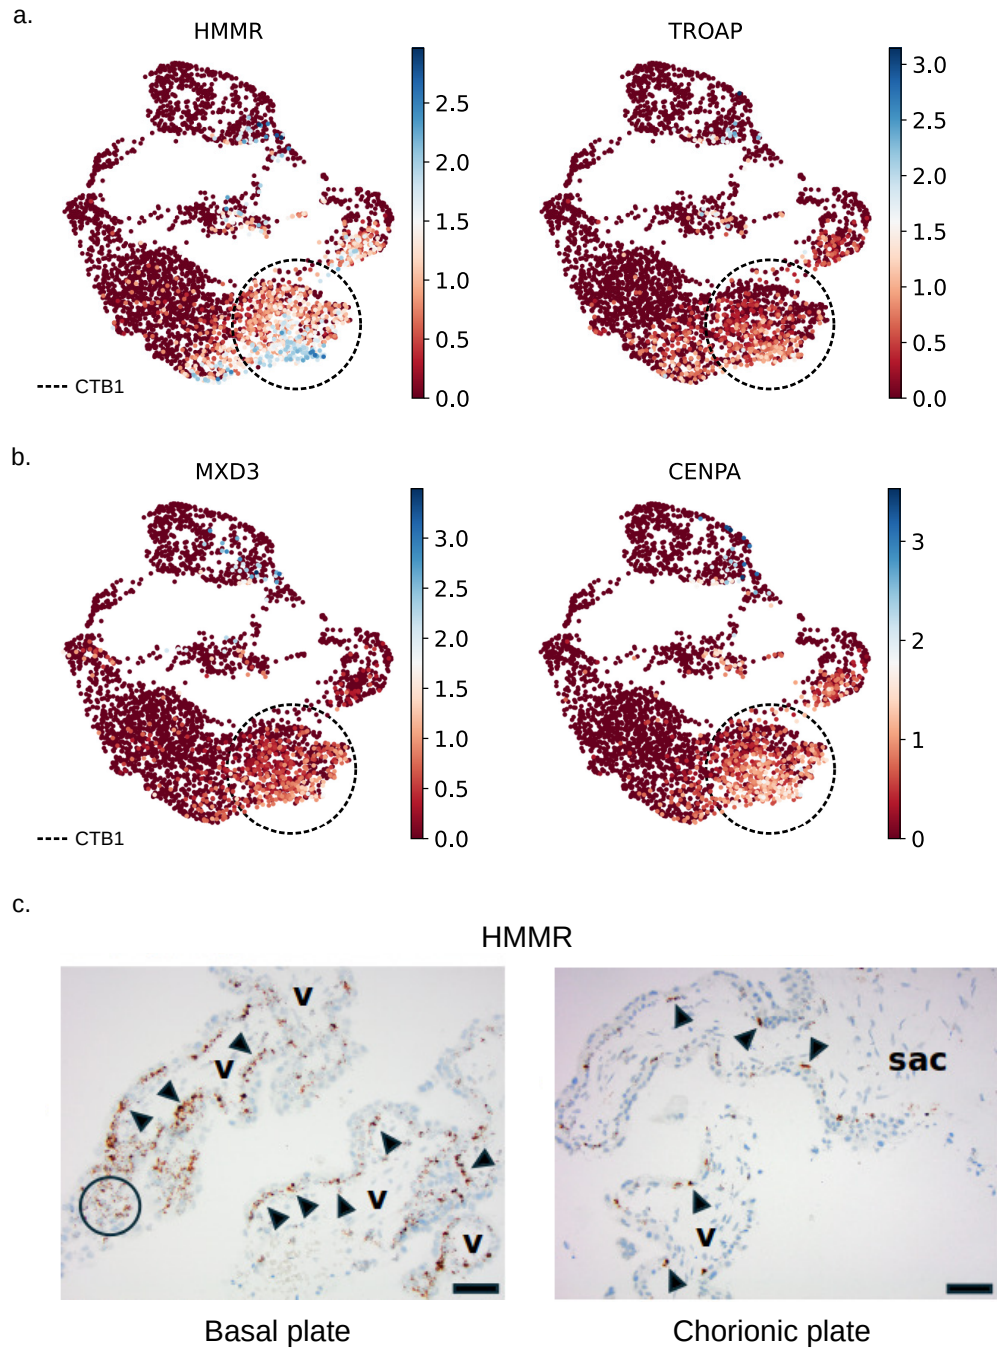 a.
HMMR
TROAP
2.5
2.0
1.5
1.0
0.5
0.0
3.0
2.5
2.0
1.5
1.0
0.5
0.0
CTB1
b.
MXD3
CENPA
3.0
2.5
2.0
1.5
1.0
0.5
0.0
3
2
1
0
CTB1
c.
HMMR
v
v
v
v
sac
v
Basal plate
Chorionic plate